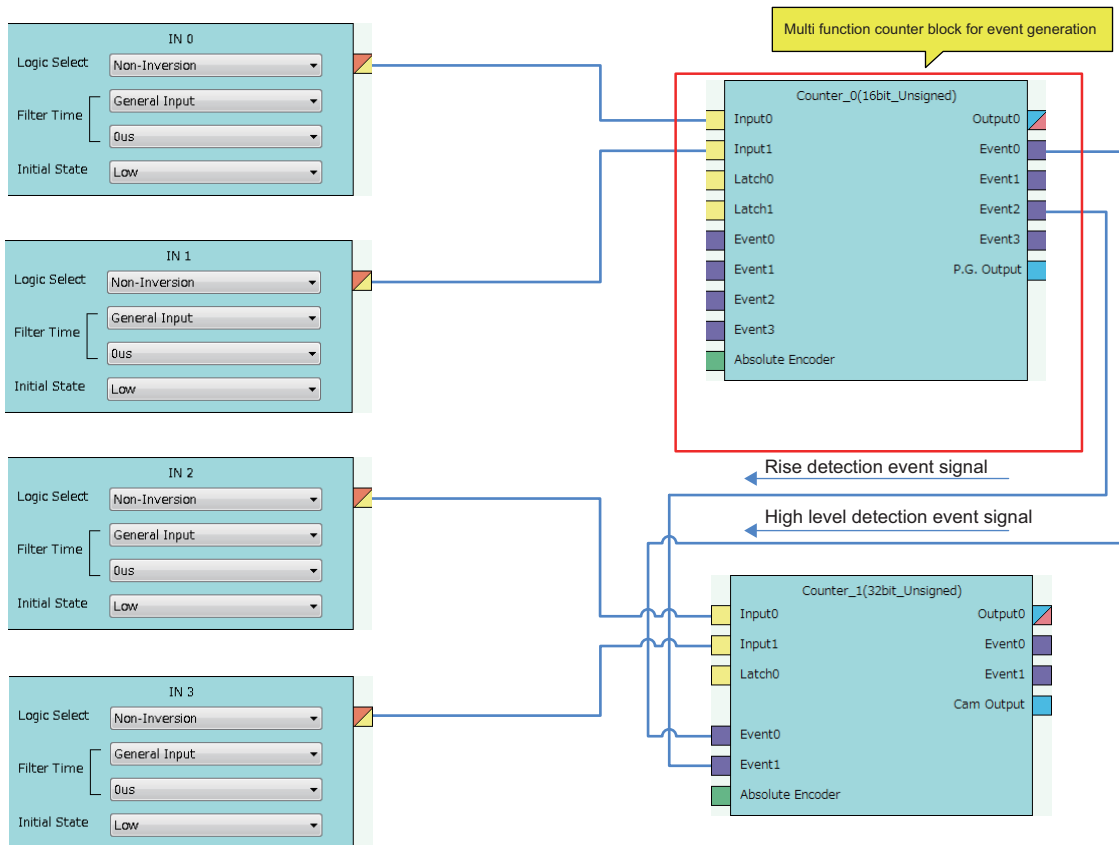 Multi function counter block for event generation
IN 0
Logic Select
Non-Inversion
Filter Time
General Input
0us
Initial State
Low
IN 1
Logic Select
Non-Inversion
Filter Time
General Input
0us
Initial State
Low
IN 2
Logic Select
Non-Inversion
Filter Time
General Input
0us
Initial State
Low
IN 3
Logic Select
Non-Inversion
Filter Time
General Input
0us
Initial State
Low
Counter_0(16bit_Unsigned)
Input0
Input1
Latch0
Latch1
Event0
Event1
Event2
Event3
Absolute Encoder
Output0
Event0
Event1
Event2
Event3
P.G. Output
Rise detection event signal
High level detection event signal
Counter_1(32bit_Unsigned)
Input0
Input1
Latch0
Event0
Event1
Absolute Encoder
Output0
Event0
Event1
Cam Output